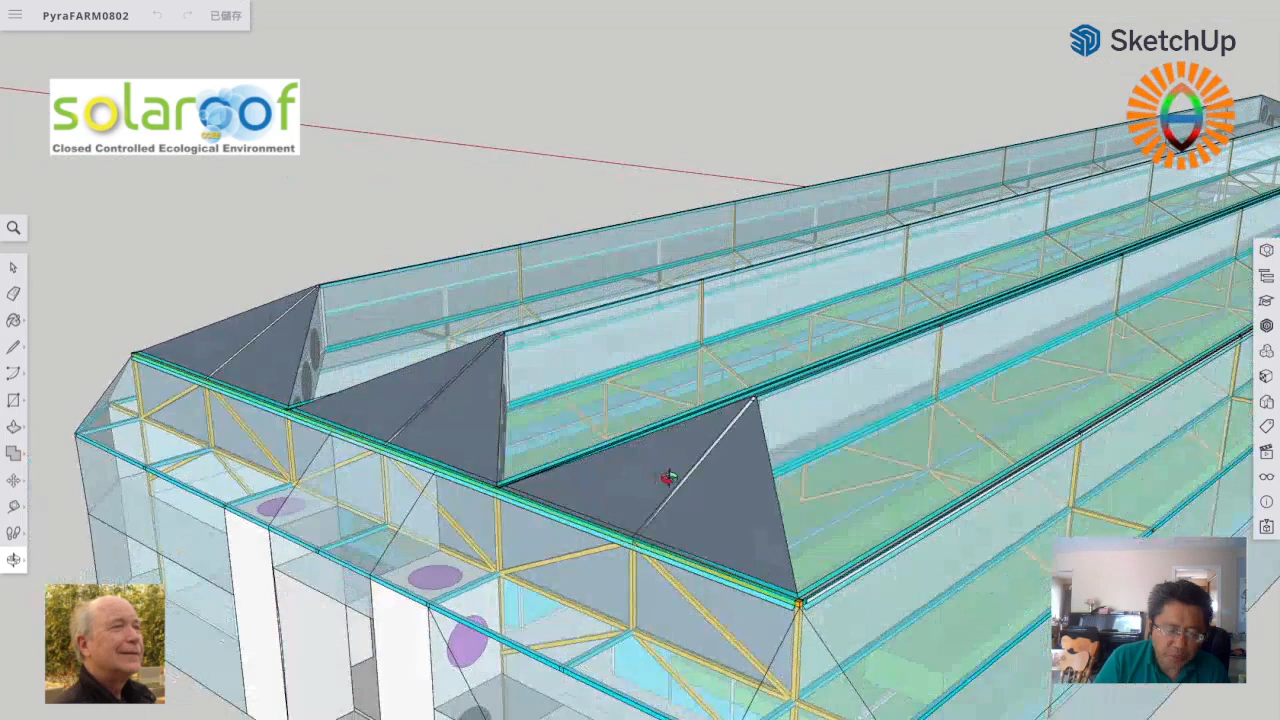 PyraFARM0802
已儲存
SketchUp
solaroof
Closed Controlled Ecological Environment